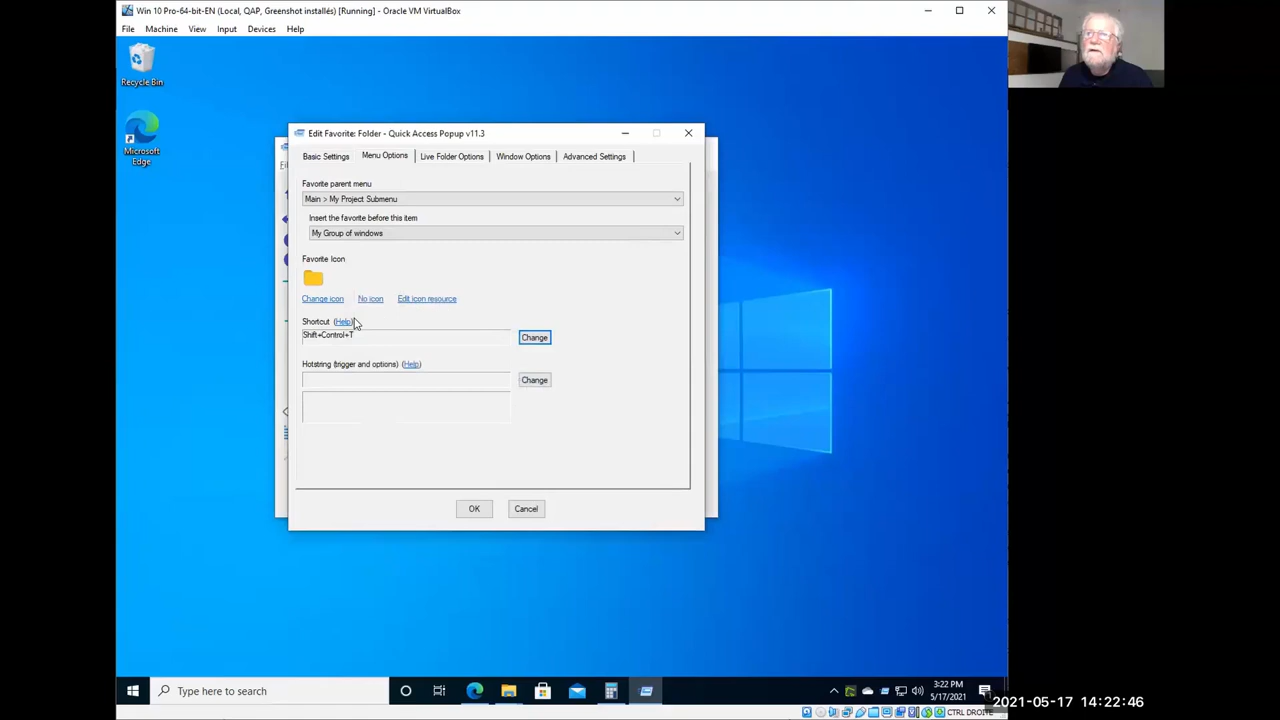 Win 10 Pro-64-bit-EN (Local, QAP, Greenshot installés) [Running] - Oracle VM VirtualBox
File Machine View Input Devices Help
Recycle Bin
Microsoft
Edge
Edit Favorite: Folder - Quick Access Popup v11.3
Basic Settings Menu Options Live Folder Options Window Options Advanced Settings
Favorite parent menu
Main > My Project Submenu
Insert the favorite before this item
My Group of windows
Favorite Icon
Change icon No icon Edit icon resource
Shortcut (Help)
Shift+Control+T
Change
Hotstring (trigger and options) (Help)
Change
OK Cancel
Type here to search
3:22 PM
5/17/2021
2021-05-17 14:22:46
CTRL DROITE